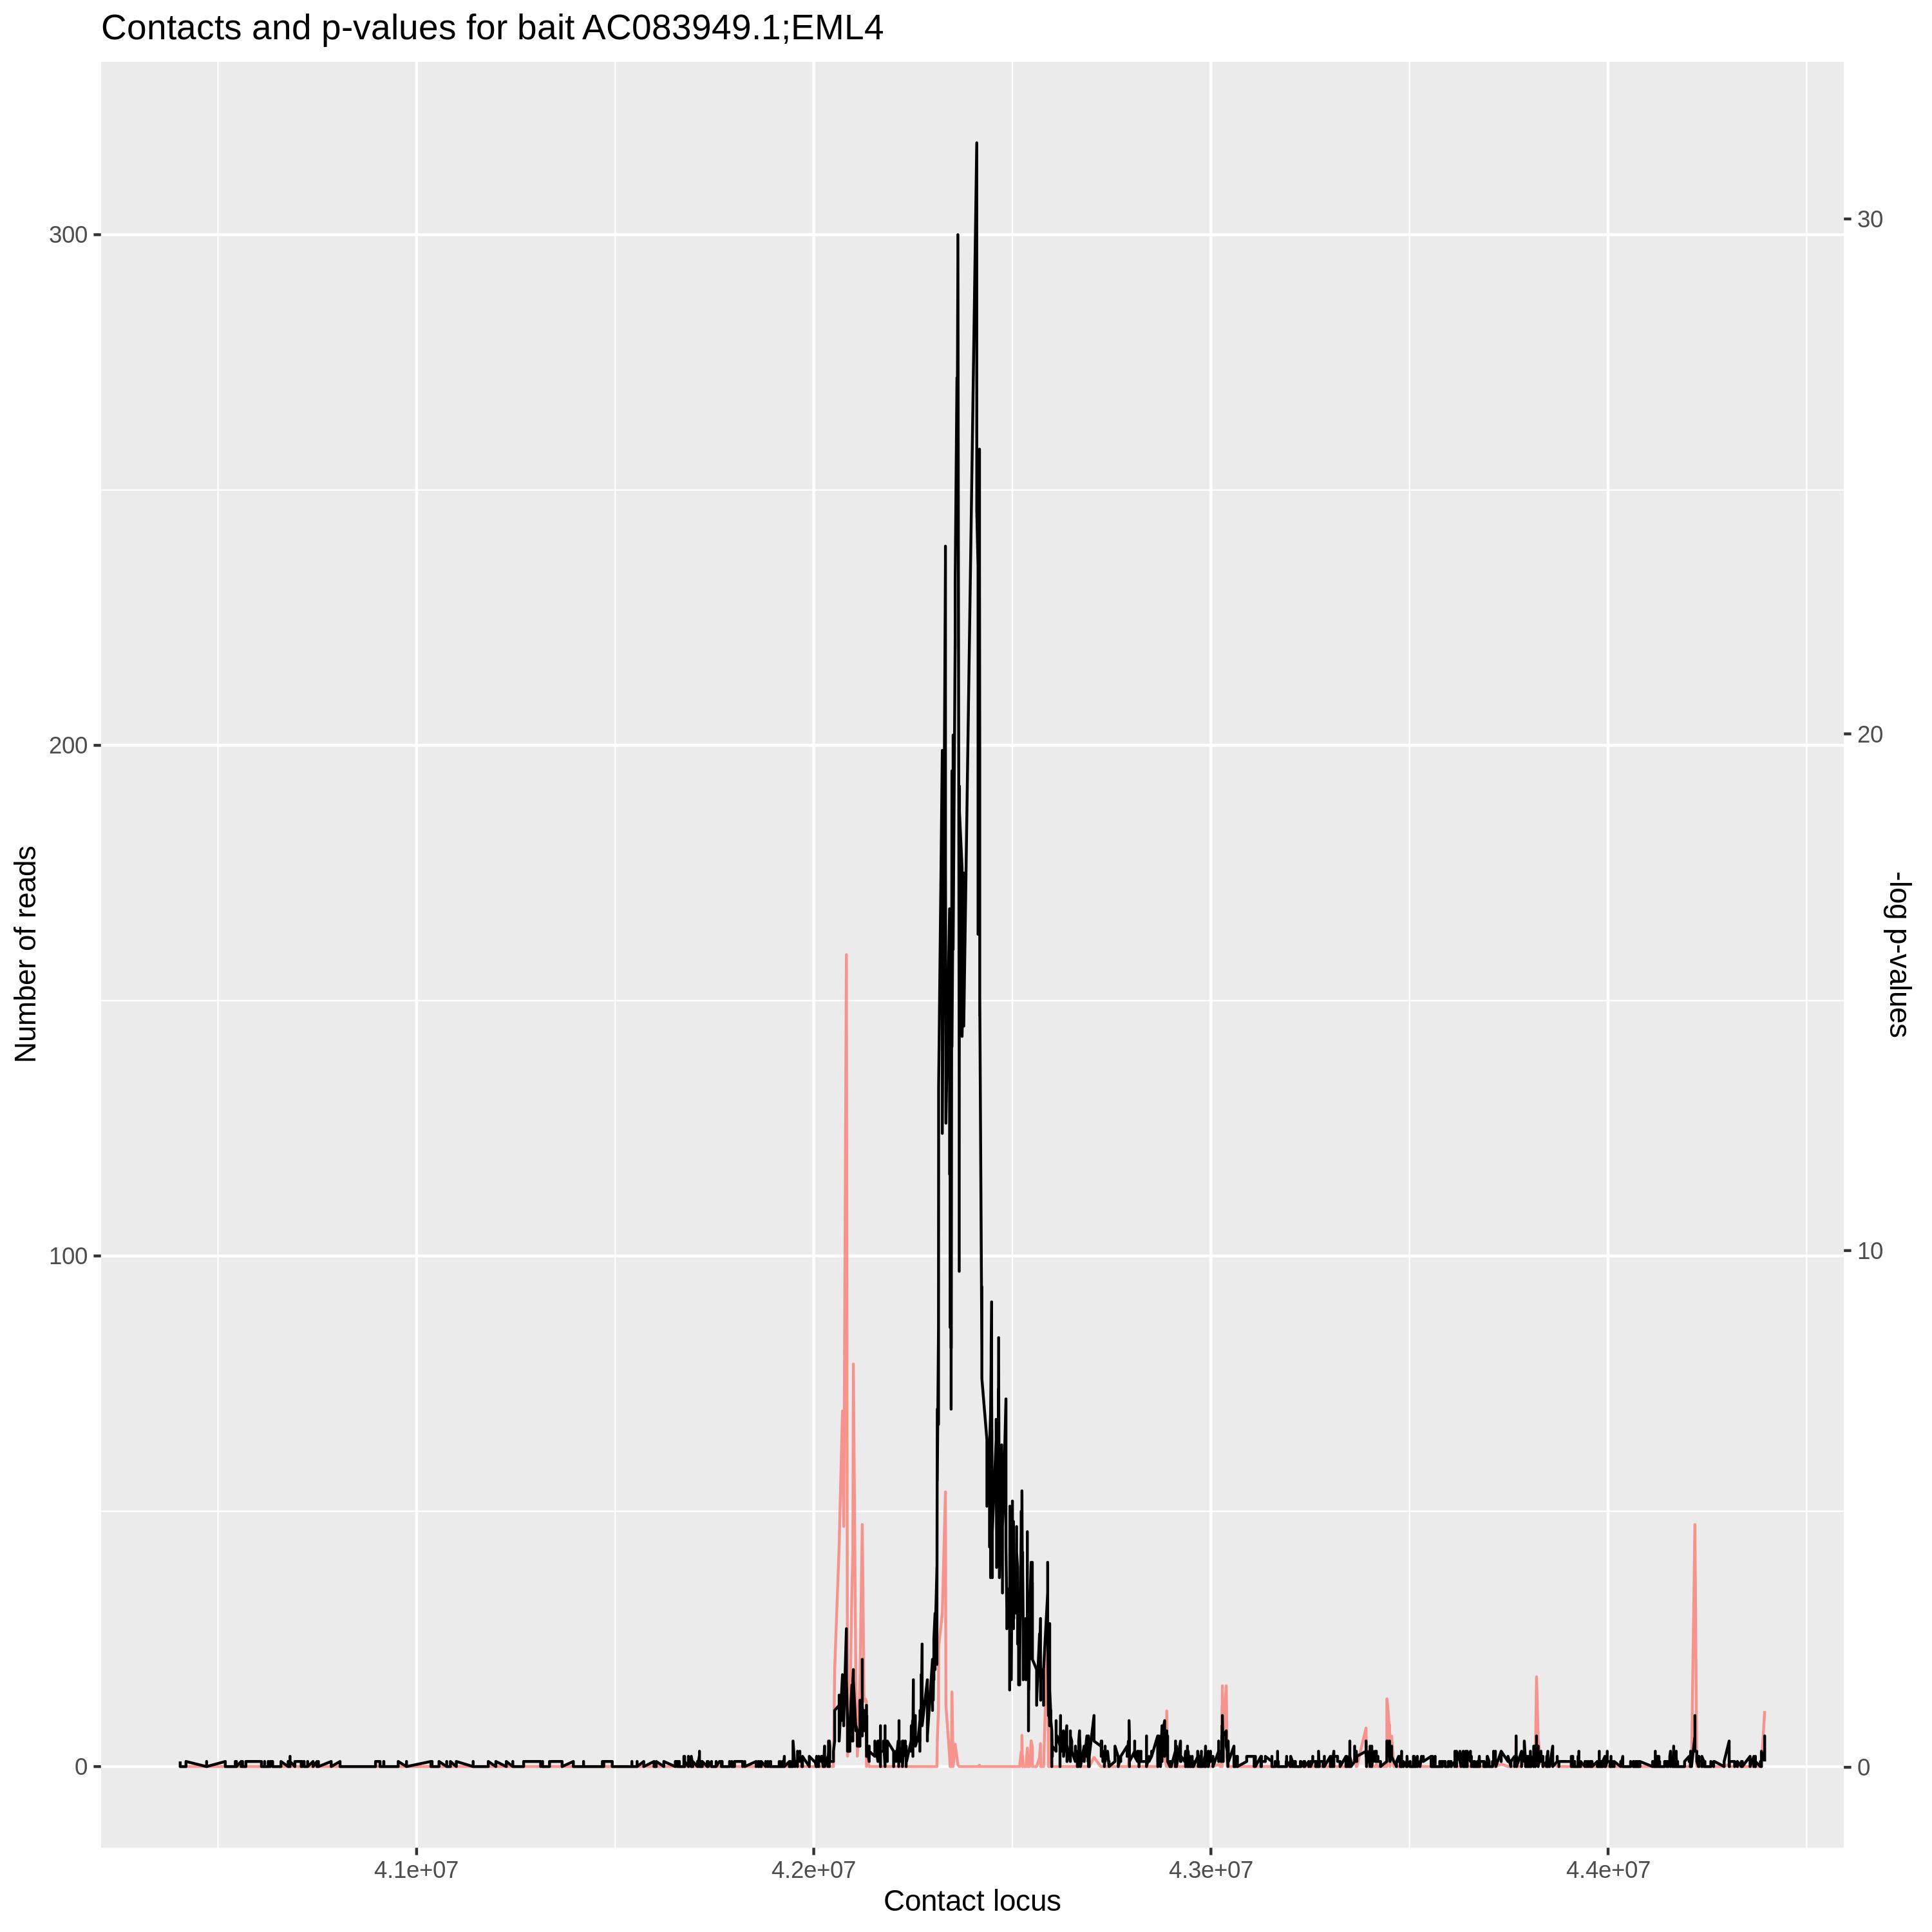 Contacts and p-values for bait AC083949.1;EML4
300
200
100
0
30
20
10
0
Number of reads
-log p-values
4.1e+07
4.2e+07
4.3e+07
4.4e+07
Contact locus